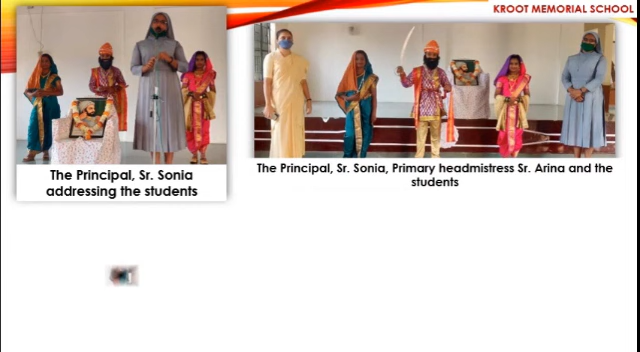 KROOT MEMORIAL SCHOOL
The Principal, Sr. Sonia
addressing the students
The Principal, Sr. Sonia, Primary headmistress Sr. Arina and the
students